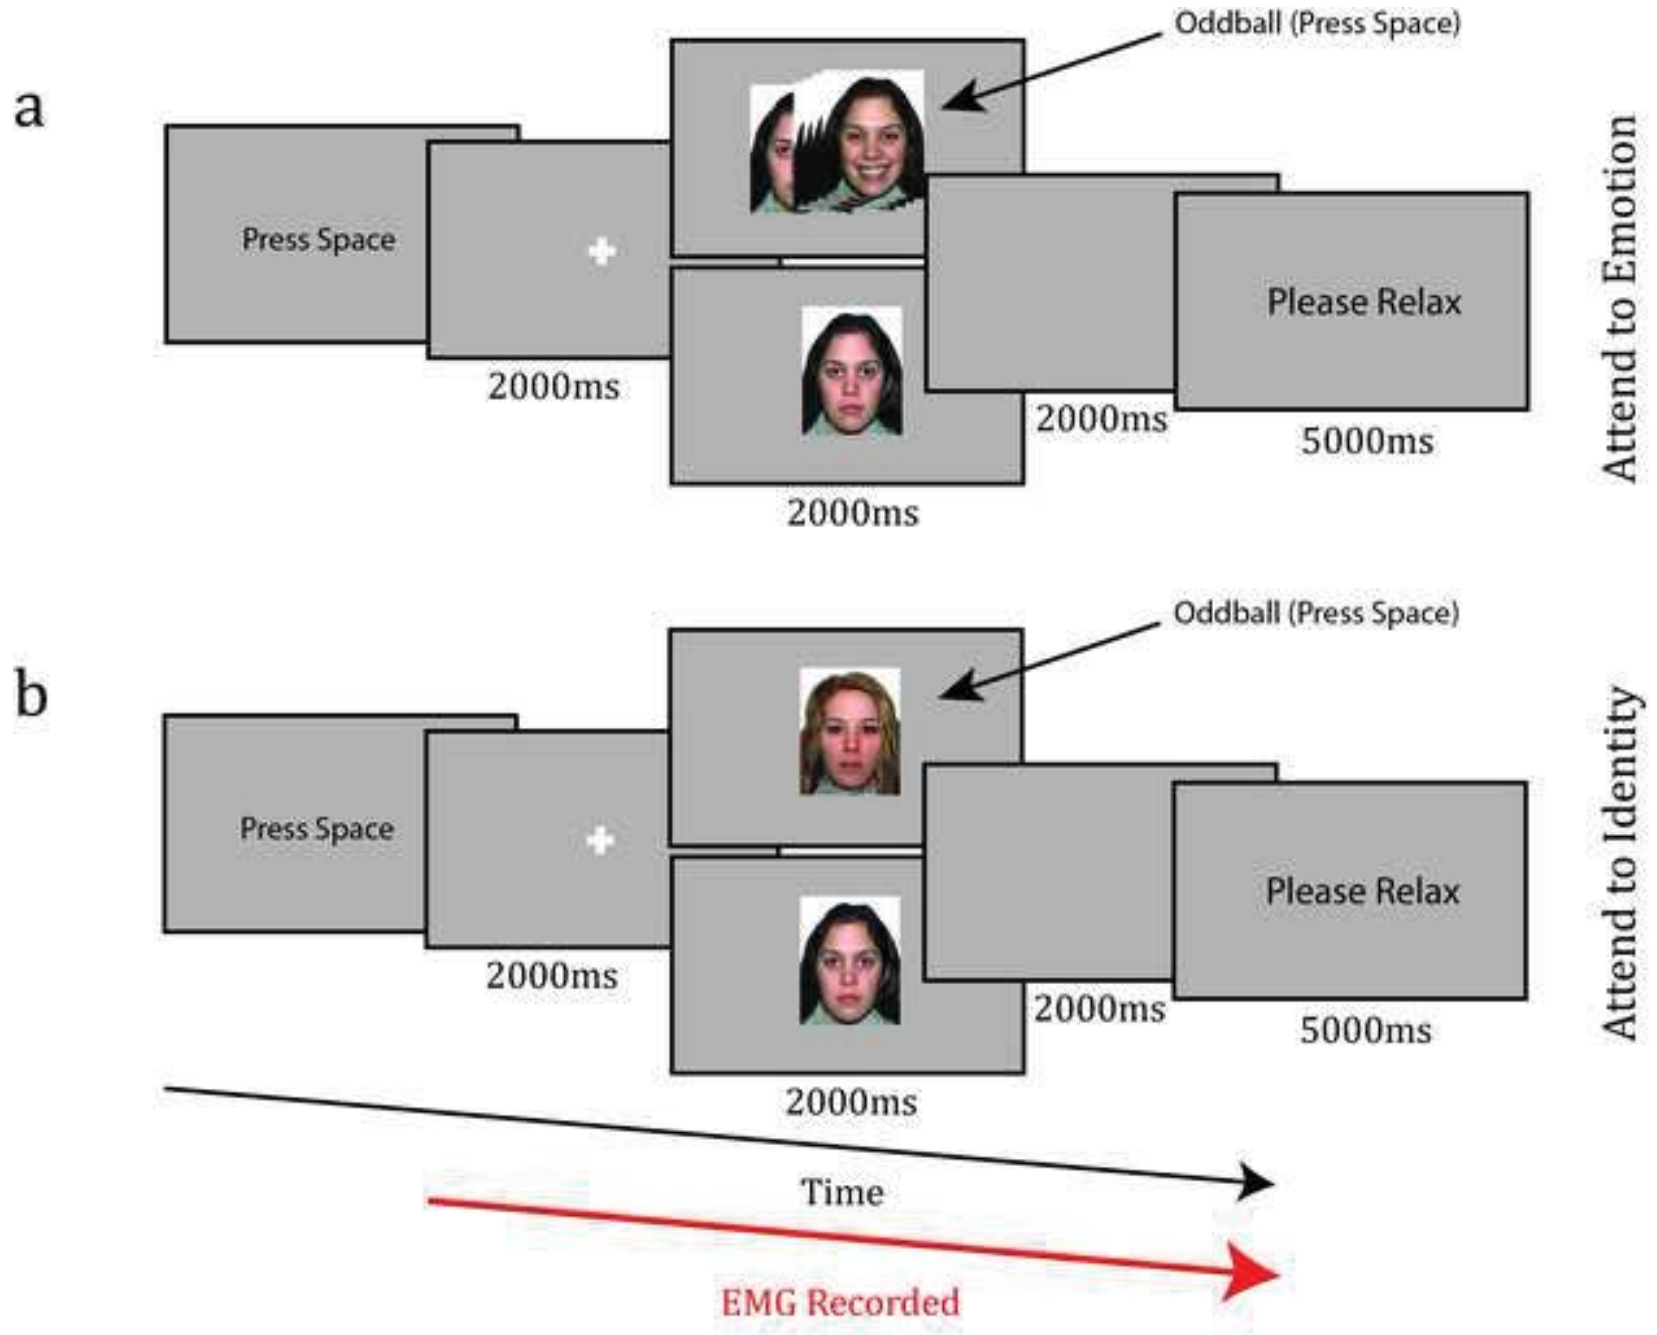 a
Oddball (Press Space)
Press Space
2000ms
2000ms
2000ms
Please Relax
5000ms
Attend to Emotion
b
Oddball (Press Space)
Press Space
2000ms
2000ms
2000ms
Please Relax
5000ms
Attend to Identity
Time
EMG Recorded